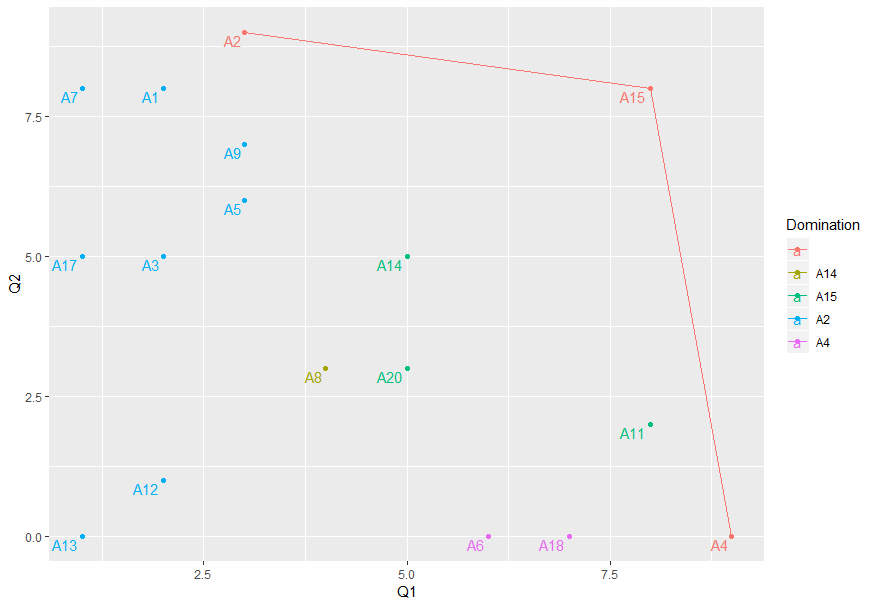 A2
A15
A7
A1
7.5
A9
A5
Domination
a
5.0
A17
A3
A14
a A14
Q2
a A15
a A2
a A4
A8
A20
2.5
A11
A12
0.0
A13
A6
A18
A4
2.5
5.0
7.5
Q1